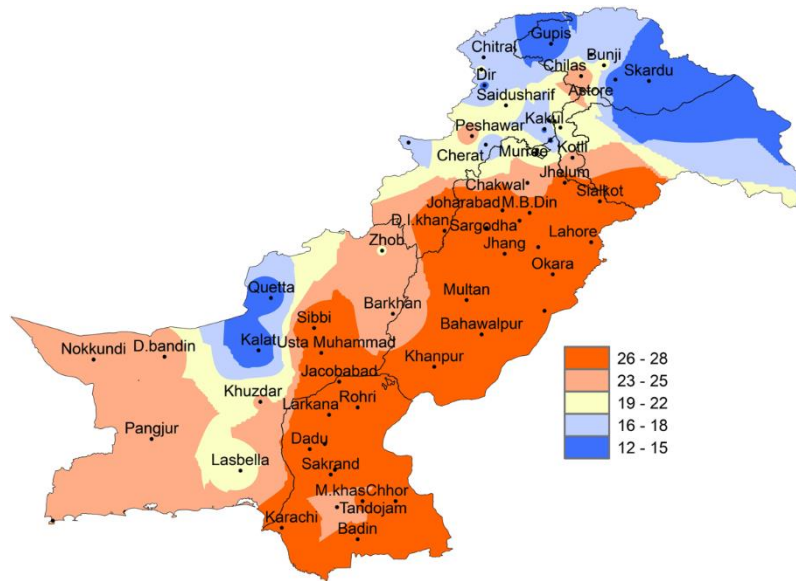 Gupis
Chitral
Bunji
Chilas
Dir
Skardu
Astore
Saidusharif
Kakul
Peshawar
Cherat
Kotli
Chakwal
Jhelum
Sialkot
Joharabad
M.B.Din
D.I.khan
Sargodha
Zhob
Lahore
Jhang
Okara
Quetta
Multan
Barkhan
Sibbi
Bahawalpur
Kalat
Usta Muhammad
D.bandin
Nokkundi
Khanpur
Jacobabad
Khuzdar
Rohri
Larkana
Pangjur
Dadu
Lasbella
Sakrand
M.khas
Chhor
Tandojam
Karachi
Badin
26 - 28
23 - 25
19 - 22
16 - 18
12 - 15